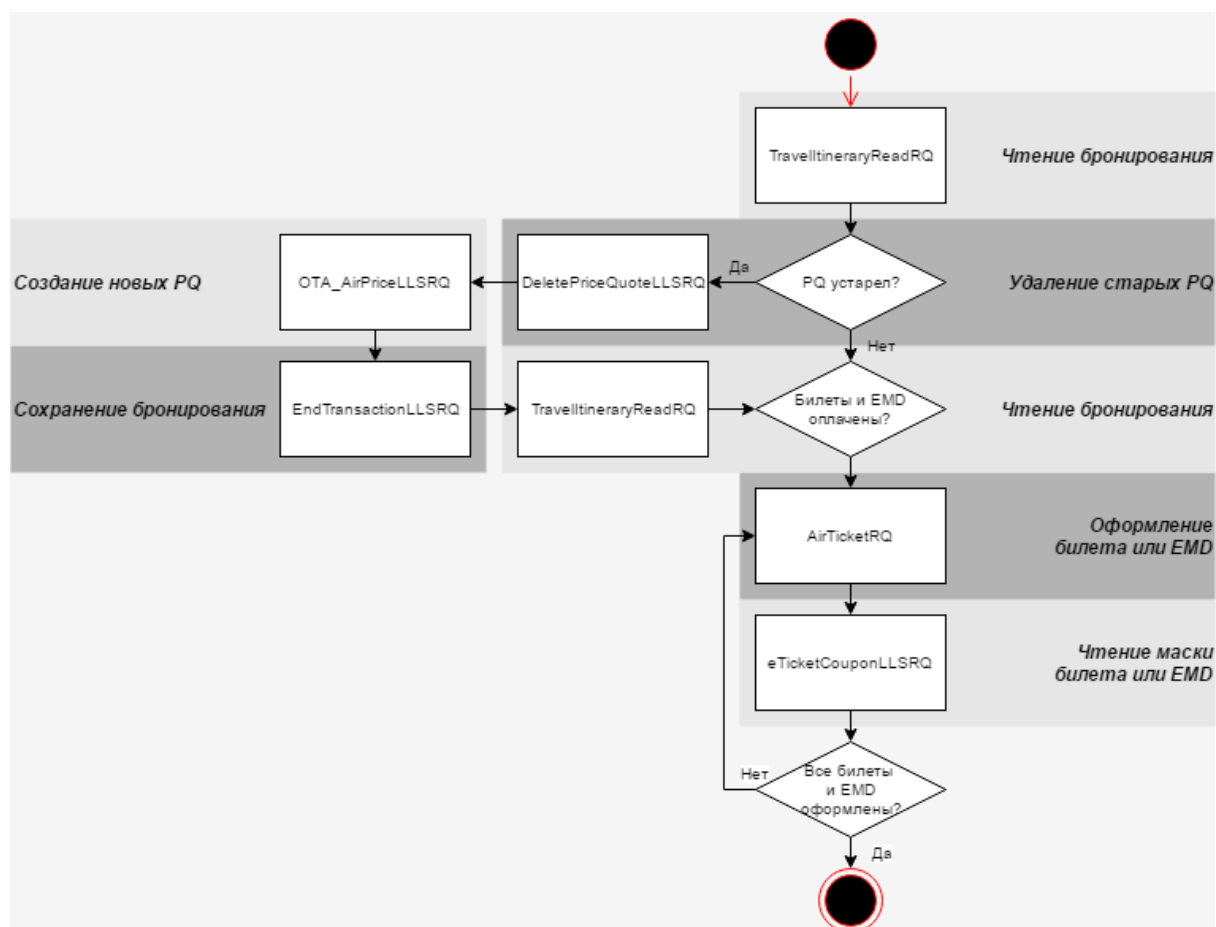 TravelItineraryReadRQ
Чтение бронирования
Создание новых PQ
OTA_AirPriceLLSRQ
DeletePriceQuoteLLSRQ
Да
PQ устарел?
Удаление старых PQ
Нет
Сохранение бронирования
EndTransactionLLSRQ
TravelItineraryReadRQ
Билеты и EMD
оплачены?
Чтение бронирования
AirTicketRQ
Оформление
билета или EMD
eTicketCouponLLSRQ
Чтение маски
билета или EMD
Нет
Все билеты
и EMD
оформлены?
Да